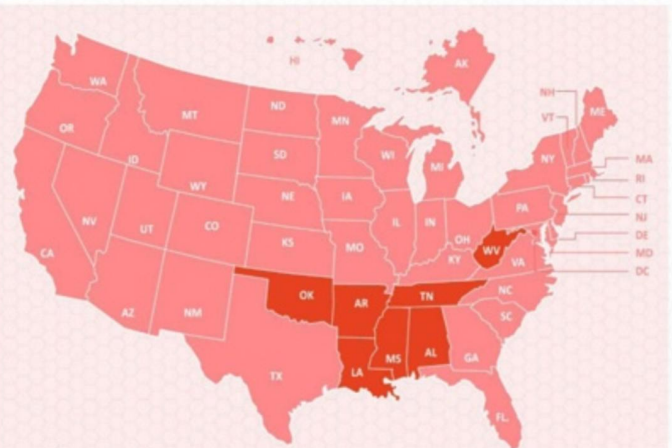 HI
AK
WA
MT
ND
MN
NH
VT
ME
OR
ID
SD
WI
MI
NY
MA
RI
WY
NE
IA
PA
CT
NJ
NV
UT
CO
KS
MO
IL
IN
OH
WV
DE
MD
CA
KY
VA
DC
AZ
NM
OK
AR
TN
NC
SC
TX
LA
MS
AL
GA
FL